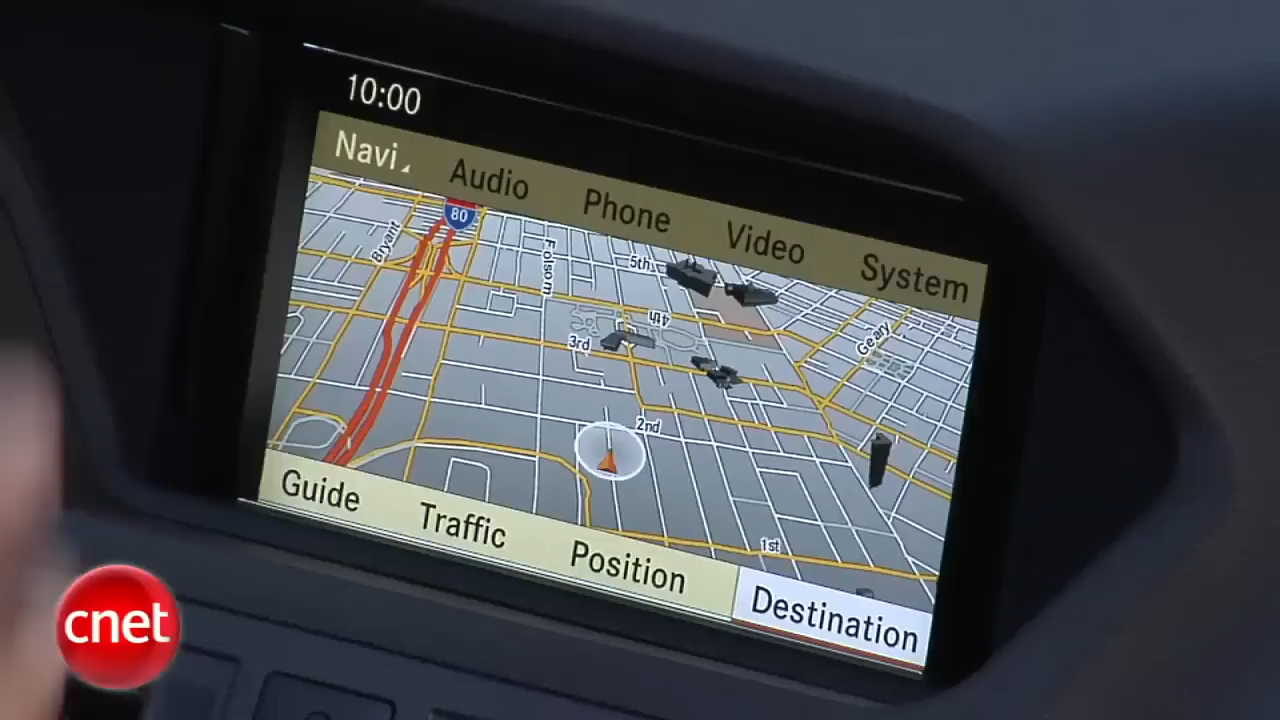 10:00
Navi Audio Phone Video System
80
Bryant
Folsom
5th
4th
3rd
Geary
2nd
1st
Guide Traffic Position Destination
cnet